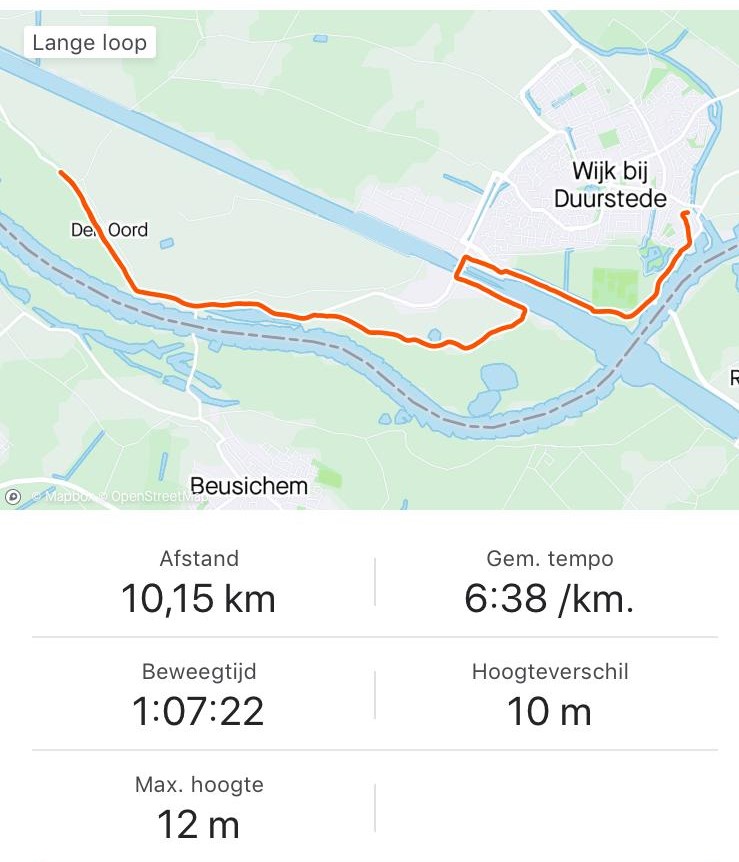 Lange loop
Wijk bij
Duurstede
Den Oord
R
Beusichem
© Mapbox © OpenStreetMap
Afstand
Gem. tempo
10,15 km
6:38 /km.
Beweegtijd
Hoogteverschil
1:07:22
10 m
Max. hoogte
12 m